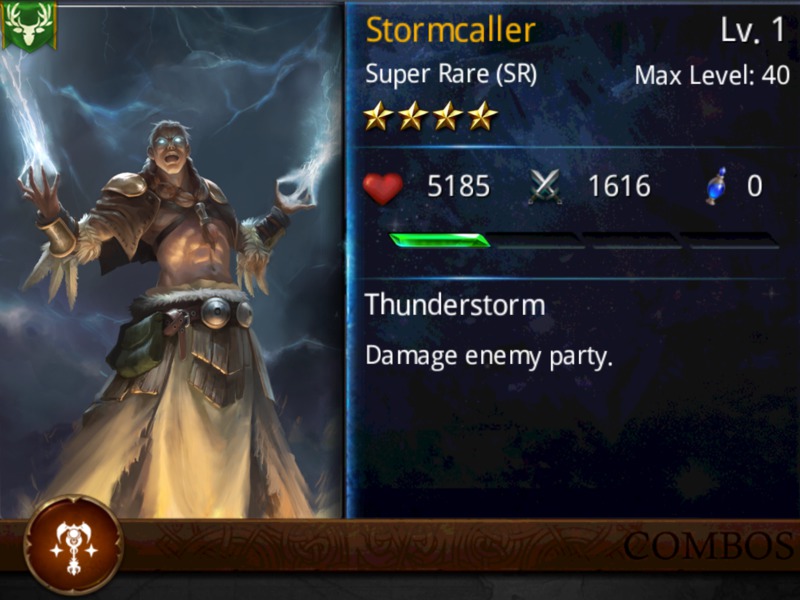 Stormcaller Lv. 1
Super Rare (SR) Max Level: 40
5185 1616 0
Thunderstorm
Damage enemy party.
COMBOS